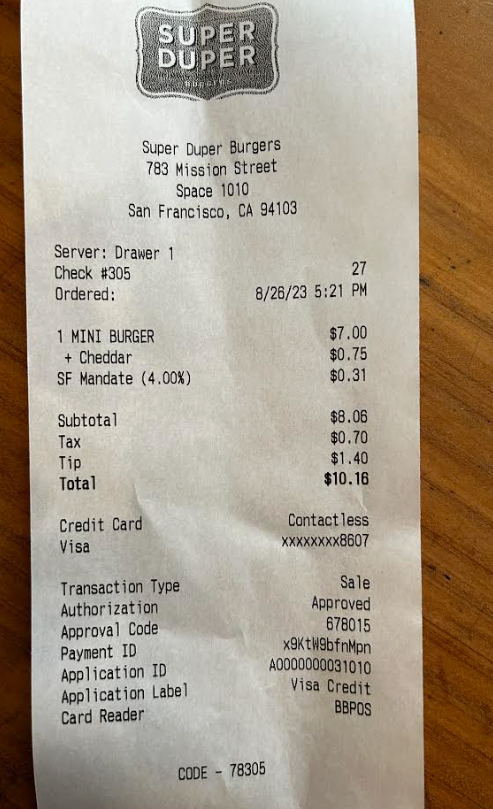 SUPER
DUPER
BURGERS
Super Duper Burgers
783 Mission Street
Space 1010
San Francisco, CA 94103
Server: Drawer 1
Check #305 27
Ordered: 8/26/23 5:21 PM
1 MINI BURGER $7.00
+ Cheddar $0.75
SF Mandate (4.00%) $0.31
Subtotal $8.06
Tax $0.70
Tip $1.40
Total $10.16
Credit Card Contactless
Visa xxxxxxxx8607
Transaction Type Sale
Authorization Approved
Approval Code 678015
Payment ID x9KtW9bfnMpn
Application ID A0000000031010
Application Label Visa Credit
Card Reader BBPOS
CODE - 78305